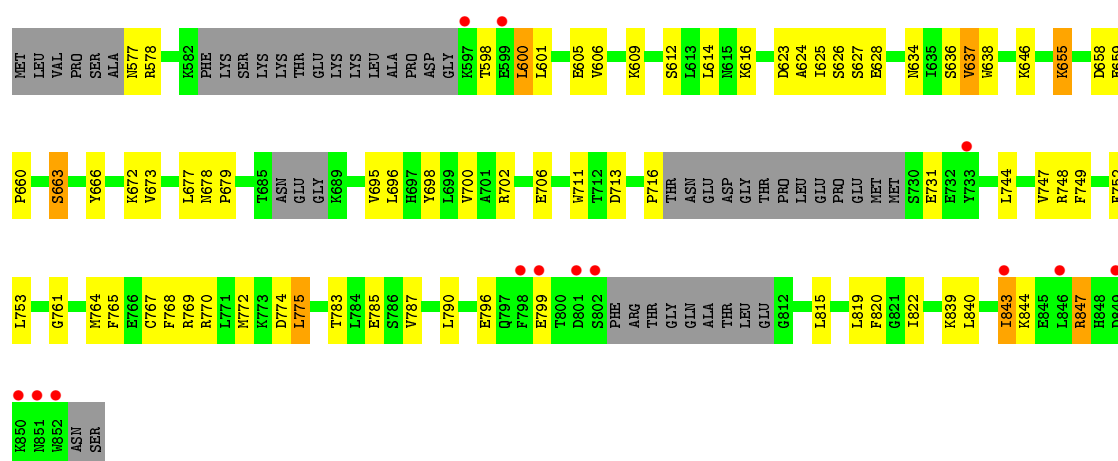 MET LEU VAL PRO SER ALA N577 R578 K582 PHE LYS SER LYS LYS THR GLU LYS LYS LEU ALA PRO ASP GLY K597 T598 E599 L600 L601 E605 V606 K609 S612 L613 L614 N615 K616 D623 A624 I625 S626 S627 E628 N634 I635 S636 V637 W638 K646 K655 D658
P660 S663 Y666 K672 V673 L677 N678 P679 T685 ASN GLU GLY K689 V695 L696 H697 Y698 L699 V700 A701 R702 E706 W711 T712 D713 P716 THR ASN GLU ASP GLY THR PRO LEU GLU PRO GLU MET MET S730 E731 E732 Y733 L744 V747 R748 F749
L753 G761 M764 F765 E766 C767 F768 R769 R770 L771 M772 K773 D774 L775 T783 L784 E785 S786 V787 L790 E796 Q797 F798 E799 T800 D801 S802 PHE ARG THR GLY GLN ALA THR LEU GLU G812 L815 L819 F820 G821 I822 K839 L840 I843 K844 E845 L846 R847 H848
K850 N851 W852 ASN SER